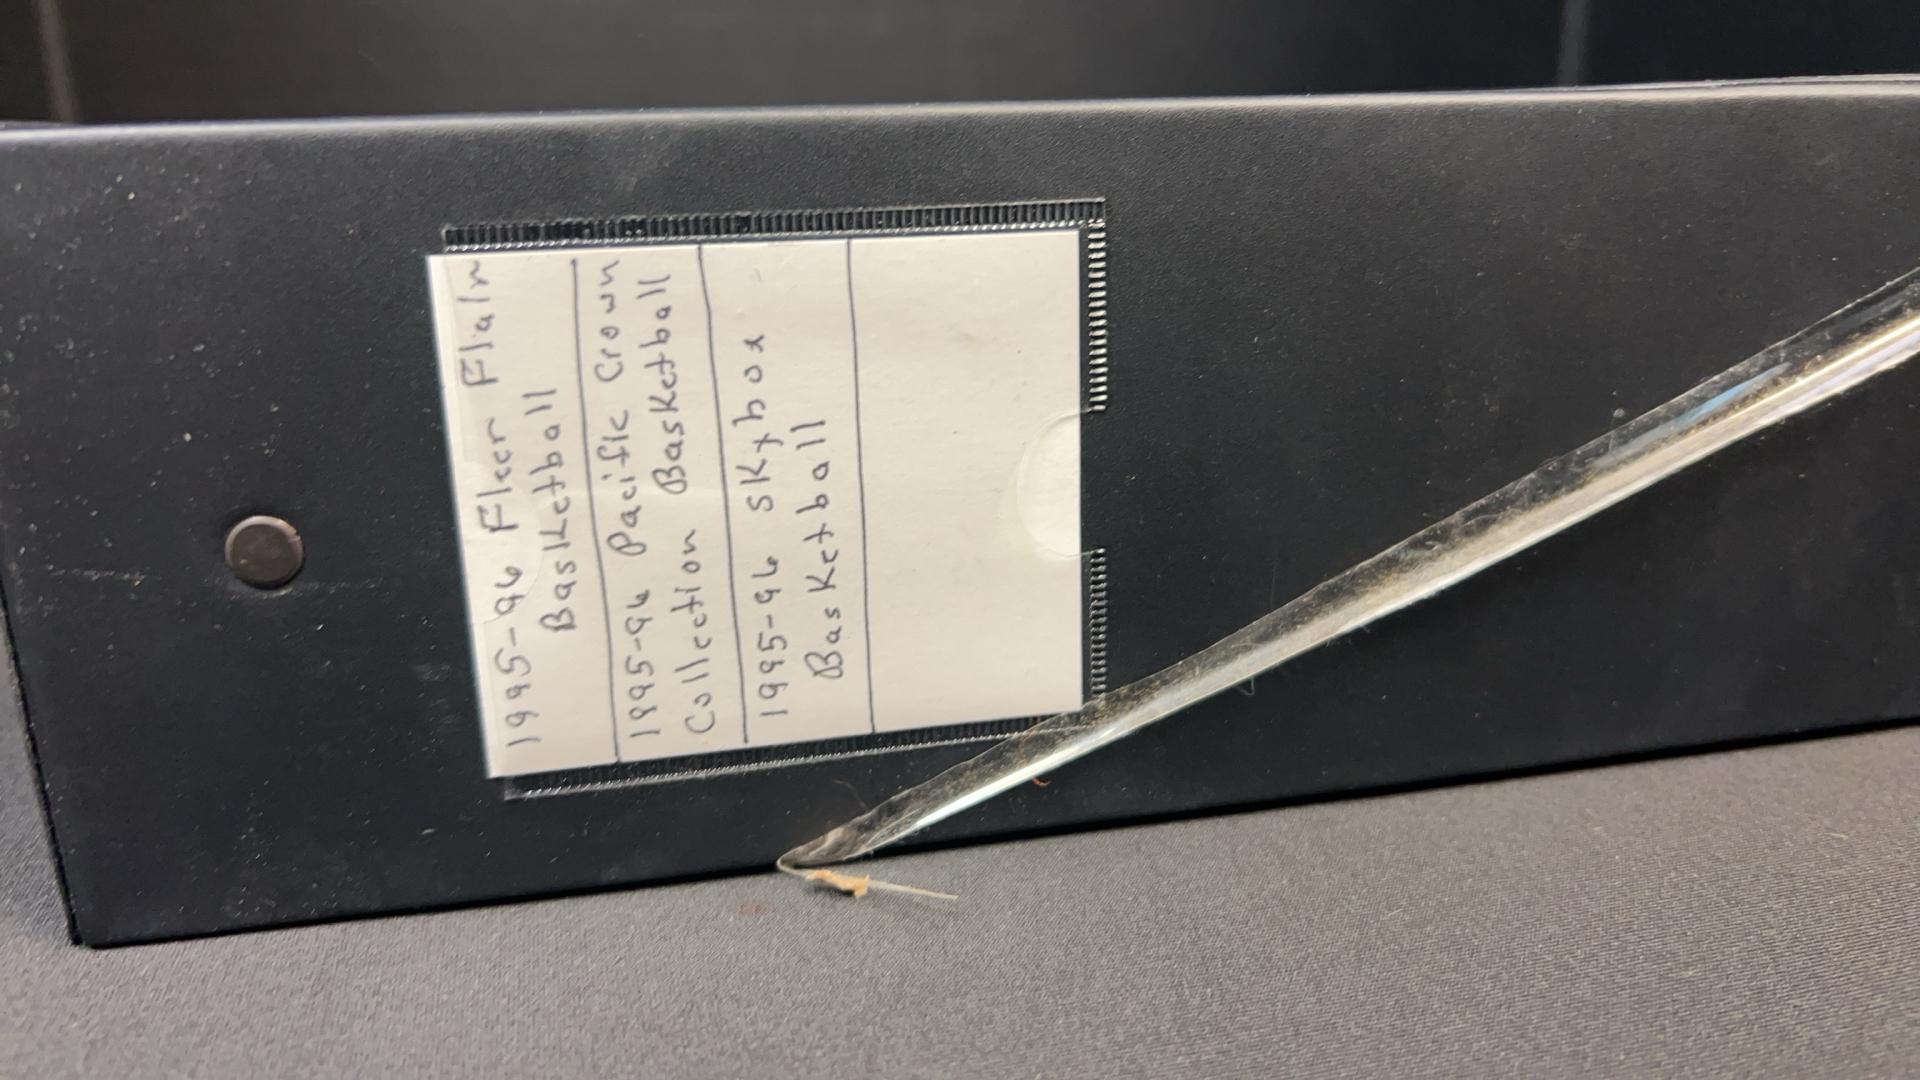 1995-96 Fleer Flair
Basketball
1995-96 Pacific Crown
Collection Basketball
1995-96 Skybox
Basketball